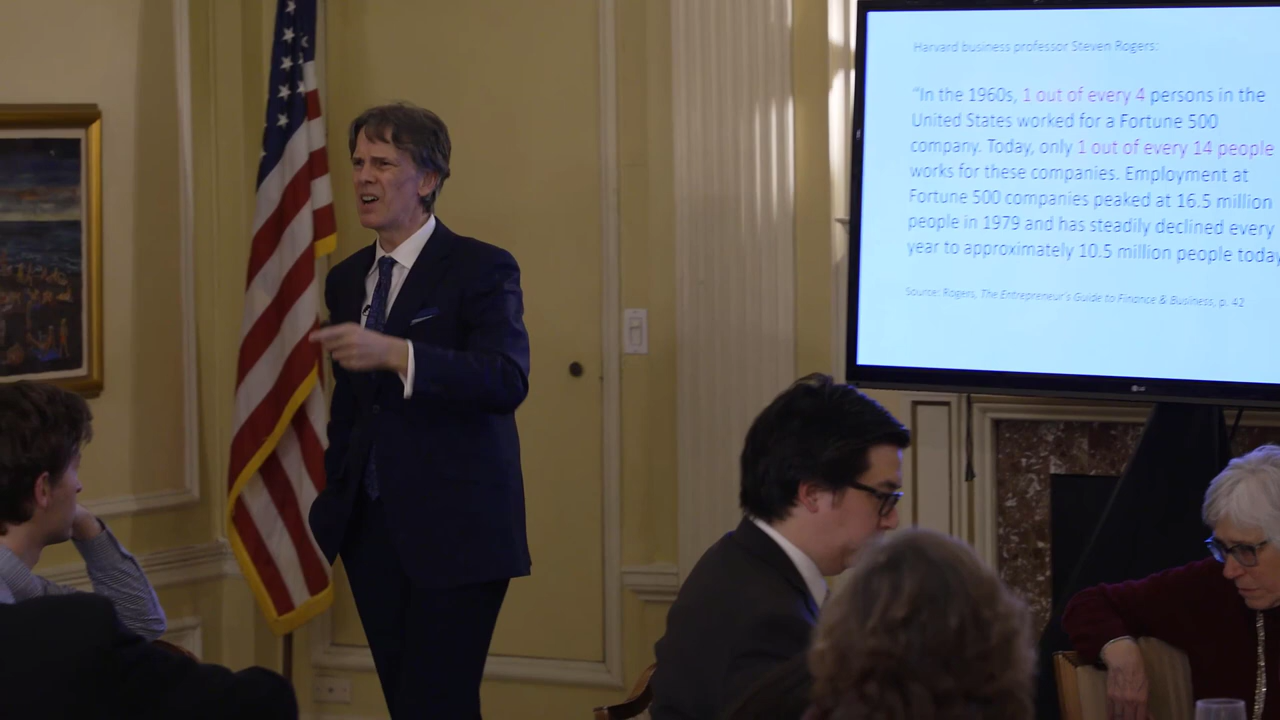 Harvard business professor Steven Rogers:
“In the 1960s, 1 out of every 4 persons in the
United States worked for a Fortune 500
company. Today, only 1 out of every 14 people
works for these companies. Employment at
Fortune 500 companies peaked at 16.5 million
people in 1979 and has steadily declined every
year to approximately 10.5 million people today
Source: Rogers, The Entrepreneur's Guide to Finance & Business, p. 42
LG